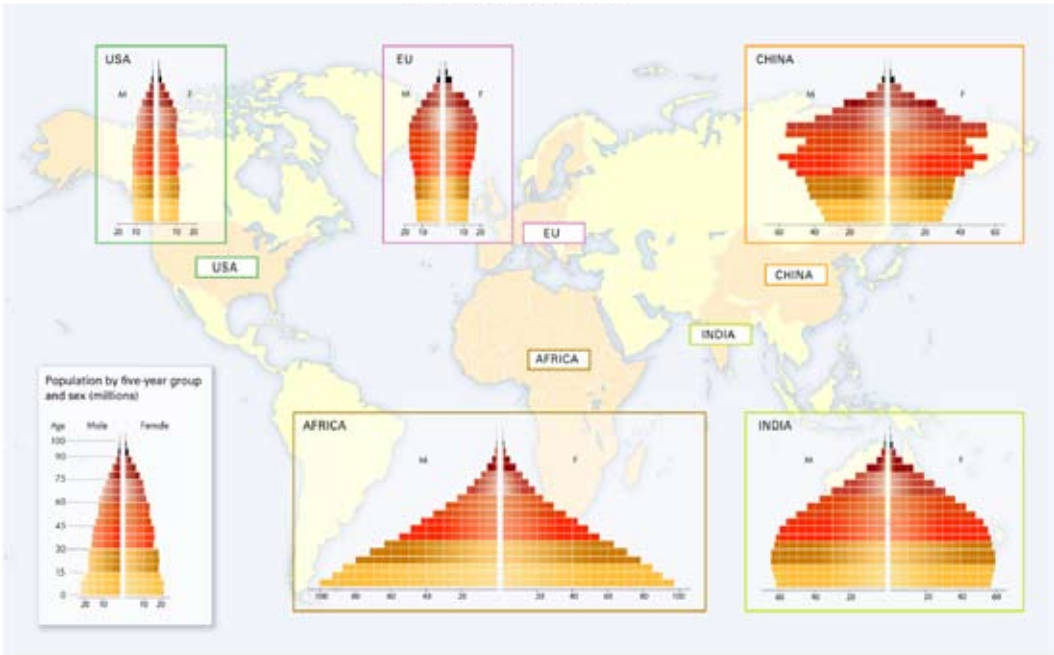 USA
M F
20 10 10 20
EU
M F
20 10 10 20
CHINA
M F
60 40 20 20 40 60
EU
USA
CHINA
INDIA
AFRICA
Population by five-year group
and sex (millions)
Age Male Female
100
90
75
60
45
30
15
0
20 10 10 20
AFRICA
M F
100 80 60 40 20 20 40 60 80 100
INDIA
M F
60 40 20 20 40 60